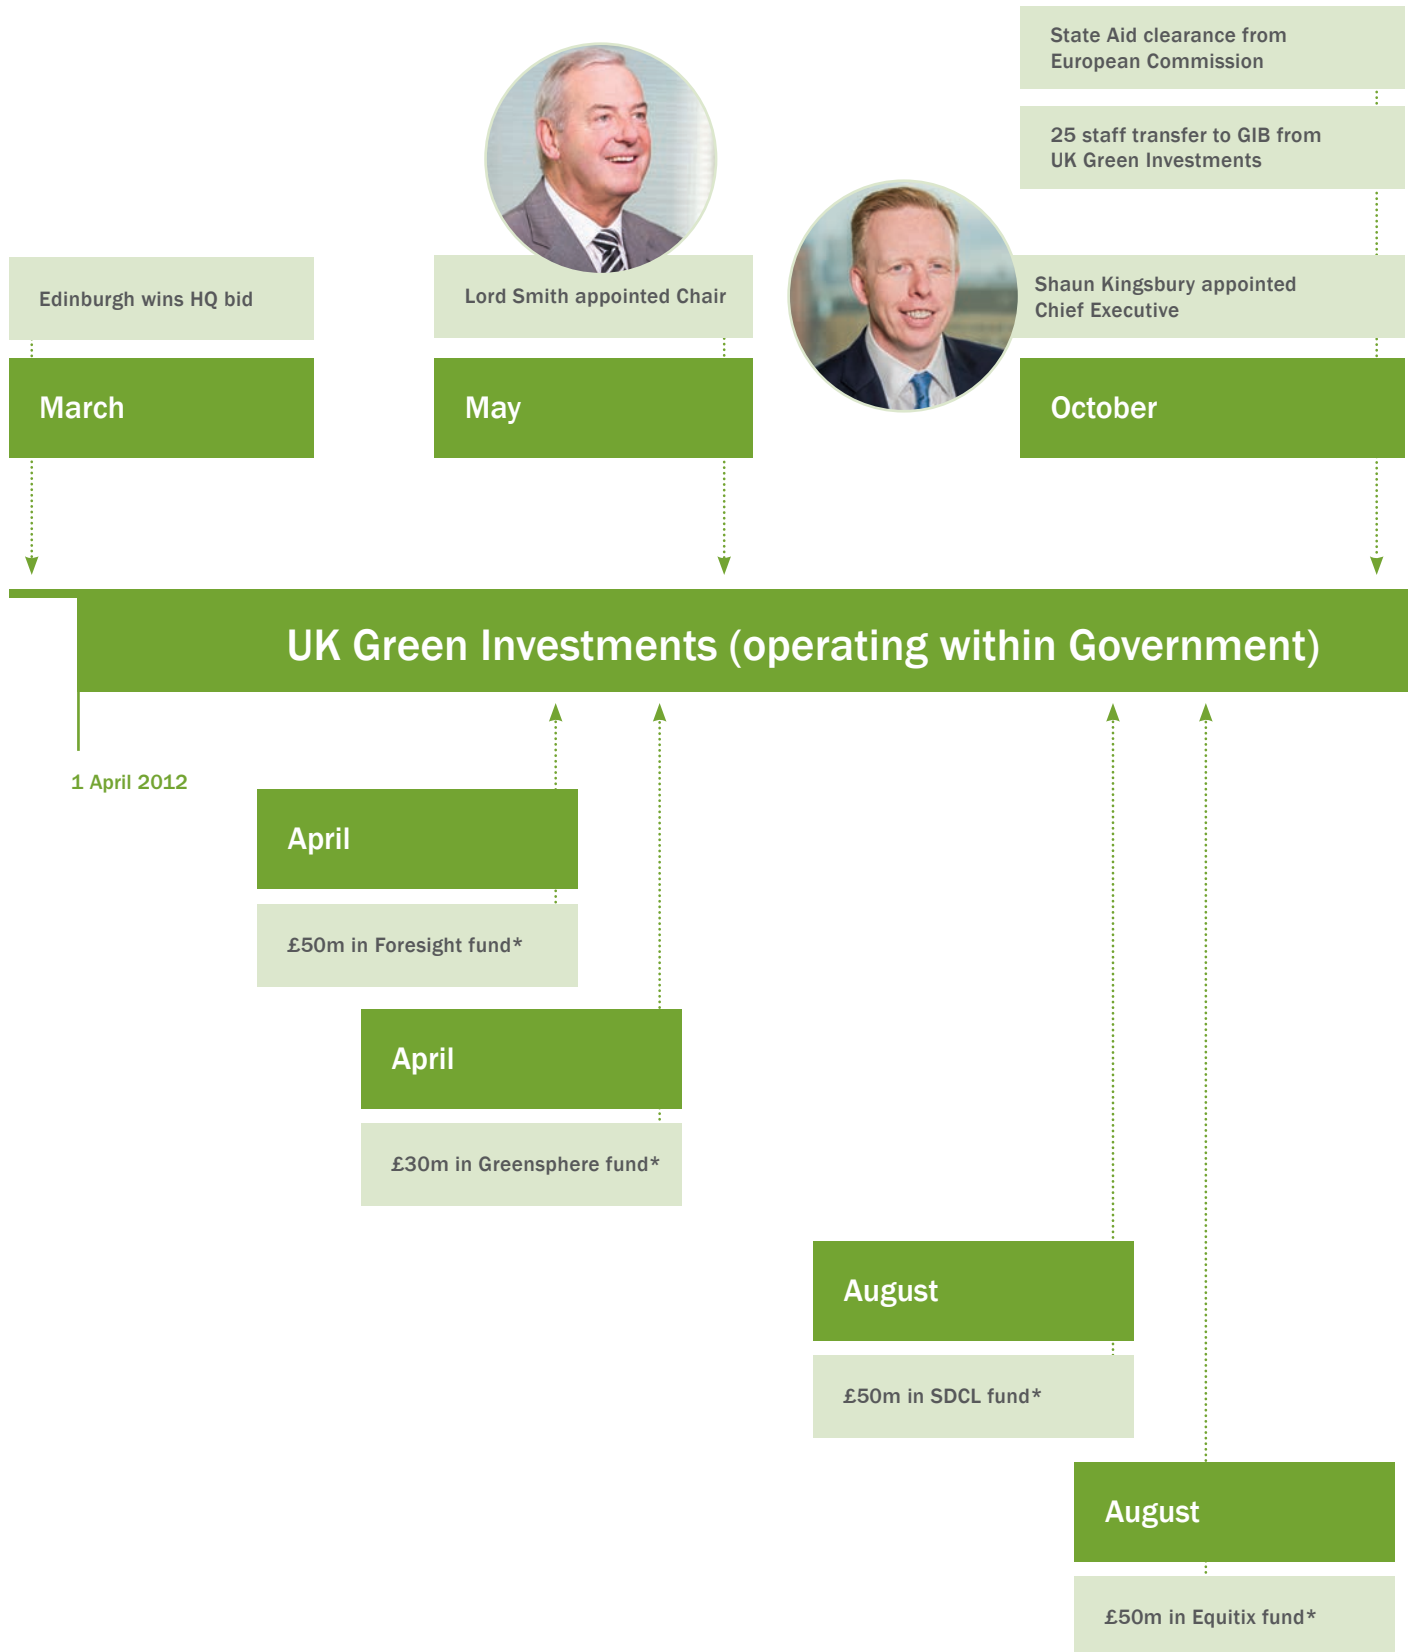 State Aid clearance from
European Commission
25 staff transfer to GIB from
UK Green Investments
Edinburgh wins HQ bid
Lord Smith appointed Chair
Shaun Kingsbury appointed
Chief Executive
March
May
October
UK Green Investments (operating within Government)
1 April 2012
April
£50m in Foresight fund*
April
£30m in Greensphere fund*
August
£50m in SDCL fund*
August
£50m in Equitix fund*